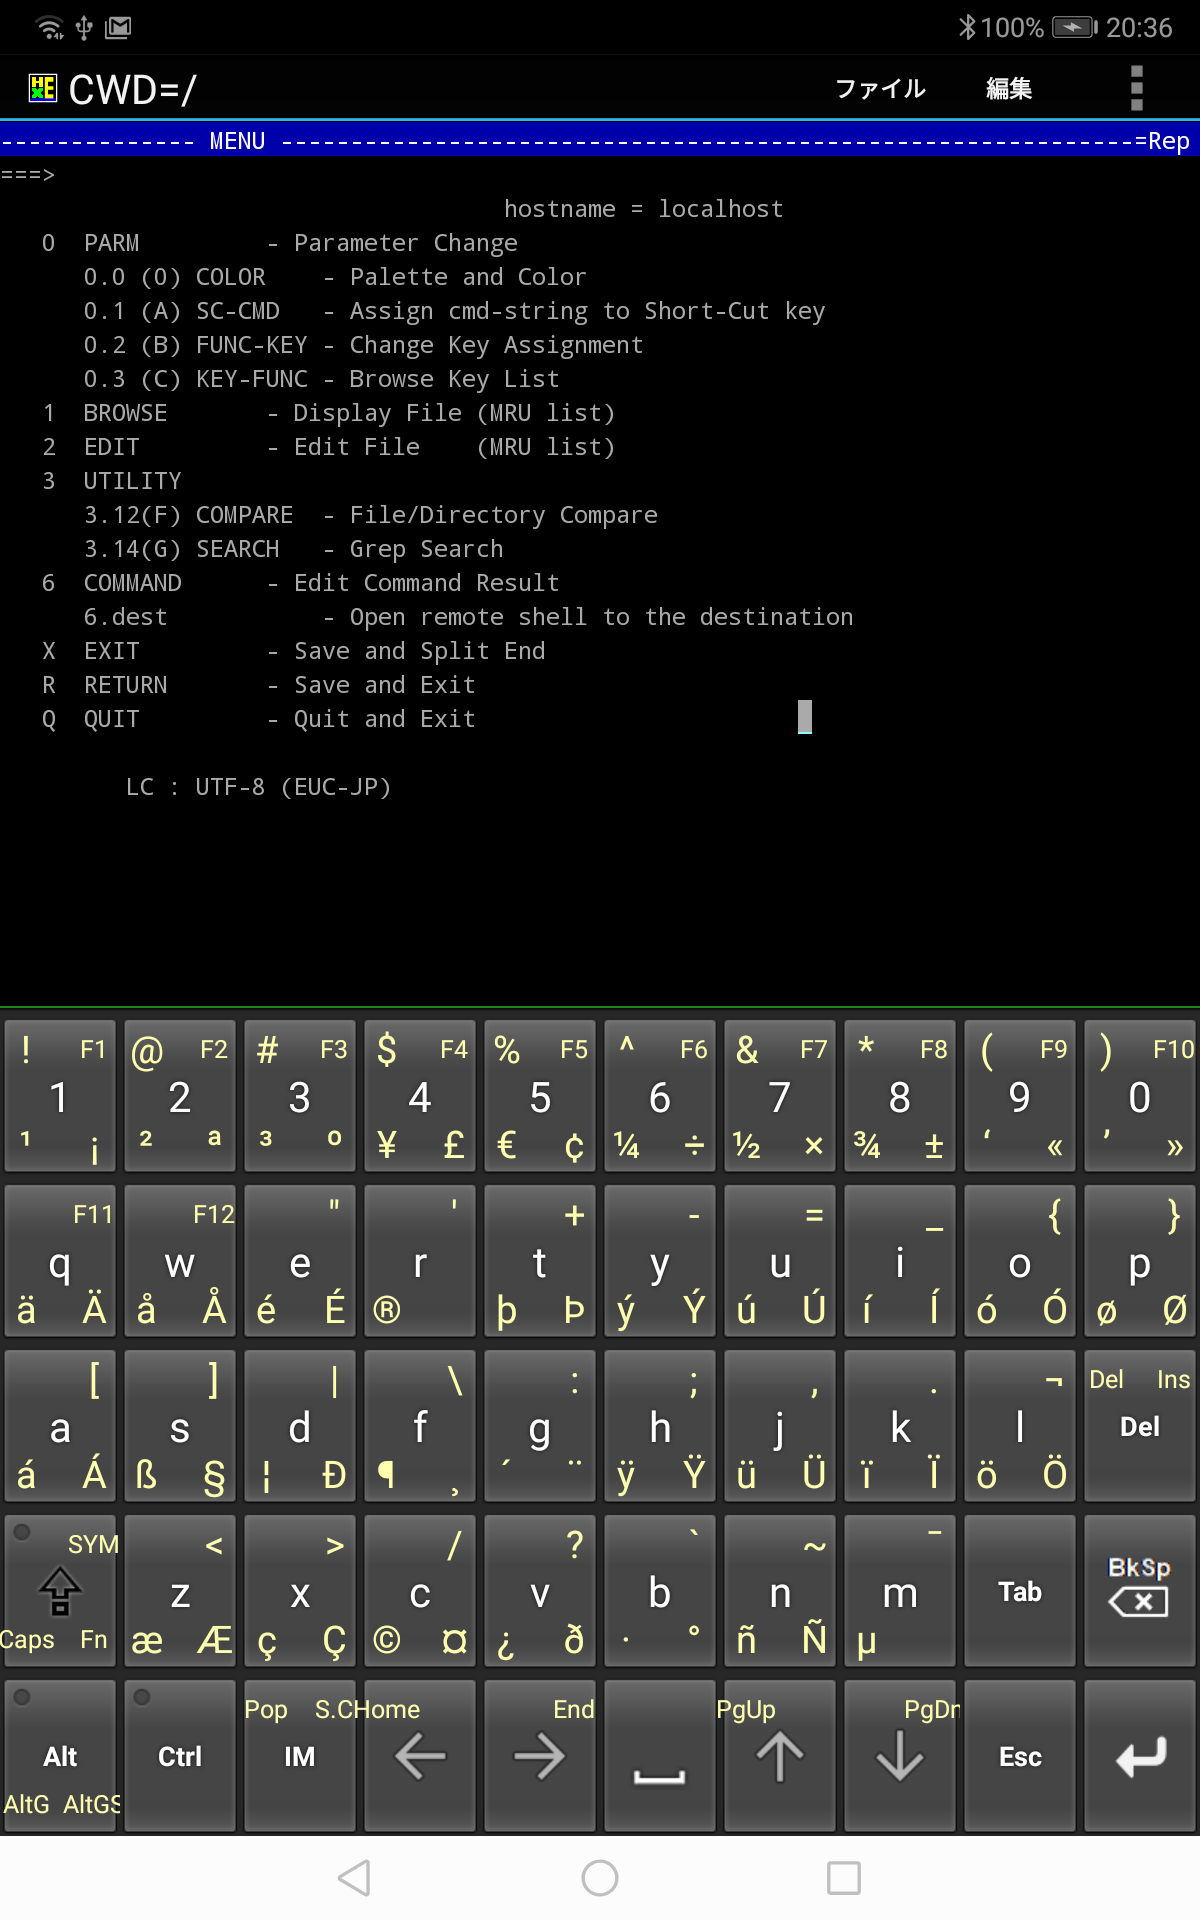 100% 20:36
HE XE CWD=/ ファイル 編集
-------------- MENU -------------------------------------------------------------=Rep
===>
hostname = localhost
0 PARM - Parameter Change
0.0 (0) COLOR - Palette and Color
0.1 (A) SC-CMD - Assign cmd-string to Short-Cut key
0.2 (B) FUNC-KEY - Change Key Assignment
0.3 (C) KEY-FUNC - Browse Key List
1 BROWSE - Display File (MRU list)
2 EDIT - Edit File (MRU list)
3 UTILITY
3.12(F) COMPARE - File/Directory Compare
3.14(G) SEARCH - Grep Search
6 COMMAND - Edit Command Result
6.dest - Open remote shell to the destination
X EXIT - Save and Split End
R RETURN - Save and Exit
Q QUIT - Quit and Exit
LC : UTF-8 (EUC-JP)
! F1 @ F2 # F3 $ F4 % F5 ^ F6 & F7 * F8 ( F9 ) F10
1 2 3 4 5 6 7 8 9 0
¹ ¡ ² ª ³ º ¥ £ € ¢ ¼ ÷ ½ × ¾ ± ‘ « ’ »
F11 F12 " ' + - = _ { }
q w e r t y u i o p
ä Ä å Å é É ® þ Þ ý Ý ú Ú í Í ó Ó ø Ø
[ ] | \ : ; , . ¬ Del Ins
a s d f g h j k l Del
á Á ß § ¦ Ð ¶ ¸ ´ ¨ ÿ Ÿ ü Ü ï Ï ö Ö
SYM < > / ? ` ~ ¯ BkSp
z x c v b n m Tab
Caps Fn æ Æ ç Ç © ¤ ¿ ð · ° ñ Ñ µ
Pop S.C Home End PgUp PgDn
Alt Ctrl IM Esc
AltG AltGS